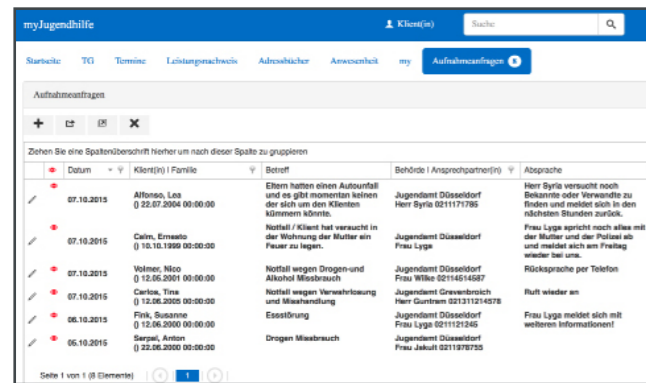 myJugendhilfe
Klient(in)
Suche
Startseite TG Termine Leistungsnachweis Adressbücher Anwesenheit my Aufnahmeanfragen 8
Aufnahmeanfragen
Ziehen Sie eine Spaltenüberschrift hierher um nach dieser Spalte zu gruppieren
Datum Klient(in) | Familie Betreff Behörde | Ansprechpartner(in) Absprache
07.10.2015
Alfonso, Lea
() 22.07.2004 00:00:00
Eltern hatten einen Autounfall
und es gibt momentan keinen
der sich um den Klienten
kümmern könnte.
Jugendamt Düsseldorf
Herr Syria 0211171785
Herr Syria versucht noch
Bekannte oder Verwandte zu
finden und meldet sich in den
nächsten Stunden zurück.
07.10.2015
Calm, Ernesto
() 10.10.1999 00:00:00
Notfall / Klient hat versucht in
der Wohnung der Mutter ein
Feuer zu legen.
Jugendamt Düsseldorf
Frau Lyga
Frau Lyga spricht noch alles mit
der Mutter und der Polizei ab
und meldet sich am Freitag
wieder bei uns.
07.10.2015
Volmer, Nico
() 12.05.2001 00:00:00
Notfall wegen Drogen-und
Alkohol Missbrauch
Jugendamt Düsseldorf
Frau Wilke 02114514587
Rücksprache per Telefon
07.10.2015
Carlos, Tina
() 12.06.2005 00:00:00
Notfall wegen Verwahrlosung
und Misshandlung
Jugendamt Grevenbroich
Herr Guntram 021311214578
Ruft wieder an
06.10.2015
Fink, Susanne
() 12.06.2000 00:00:00
Essstörung
Jugendamt Düsseldorf
Frau Lyga 0211121245
Frau Lyga meldet sich mit
weiteren Informationen!
05.10.2015
Serpal, Anton
() 22.06.2000 00:00:00
Drogen Missbrauch
Jugendamt Düsseldorf
Frau Jakult 0211978755
Seite 1 von 1 (8 Elemente) 1